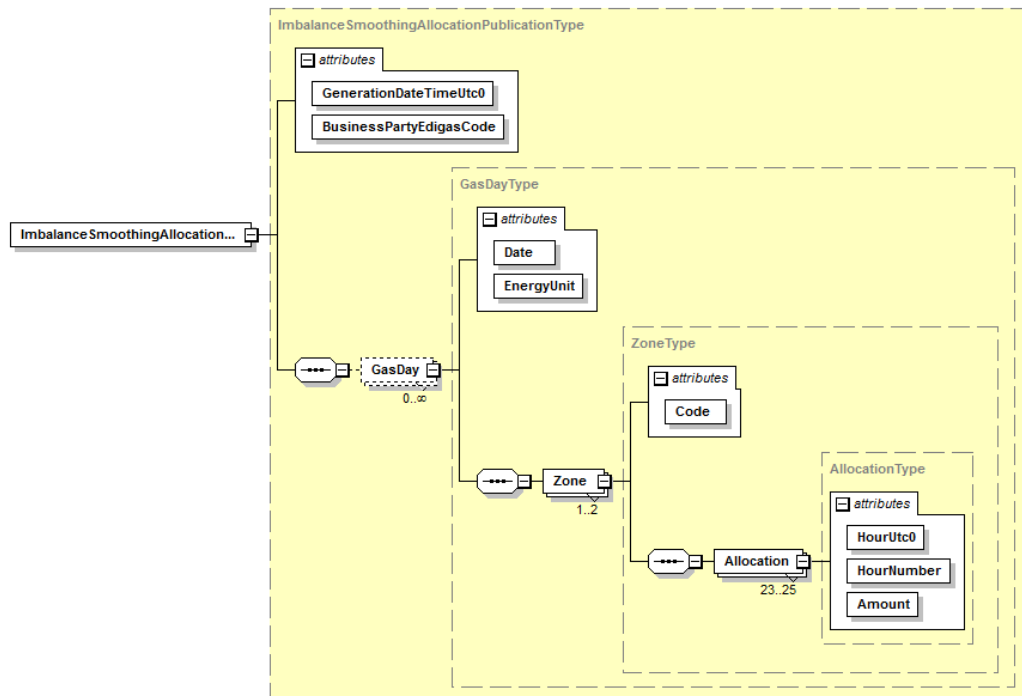 ImbalanceSmoothingAllocationPublicationType
attributes
GenerationDateTimeUtc0
BusinessPartyEdigasCode
GasDayType
attributes
Date
EnergyUnit
ImbalanceSmoothingAllocation...
ZoneType
GasDay
0..∞
attributes
Code
AllocationType
Zone
1..2
attributes
HourUtc0
Allocation
HourNumber
23..25
Amount